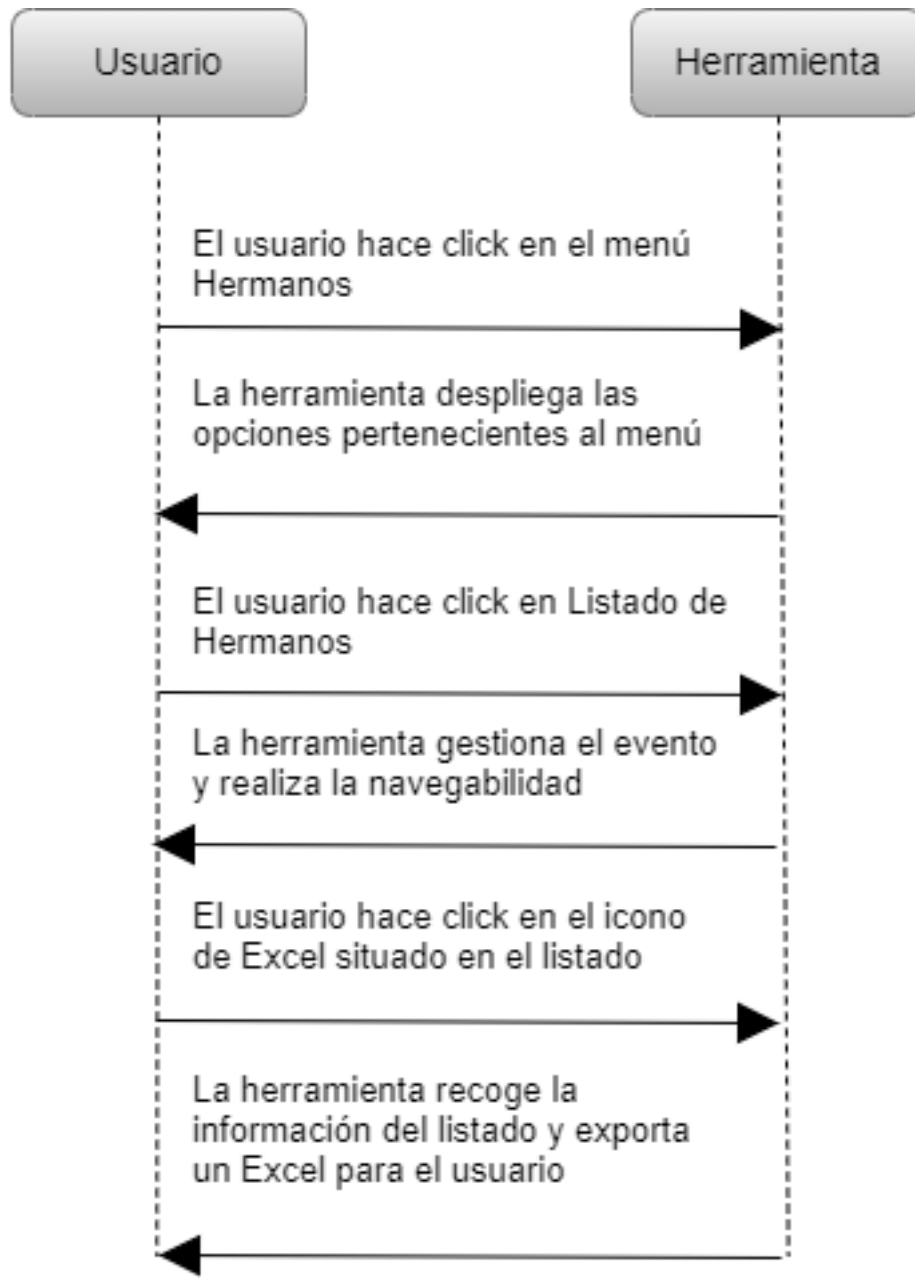 Usuario
Herramienta
El usuario hace click en el menú
Hermanos
La herramienta despliega las
opciones pertenecientes al menú
El usuario hace click en Listado de
Hermanos
La herramienta gestiona el evento
y realiza la navegabilidad
El usuario hace click en el icono
de Excel situado en el listado
La herramienta recoge la
información del listado y exporta
un Excel para el usuario